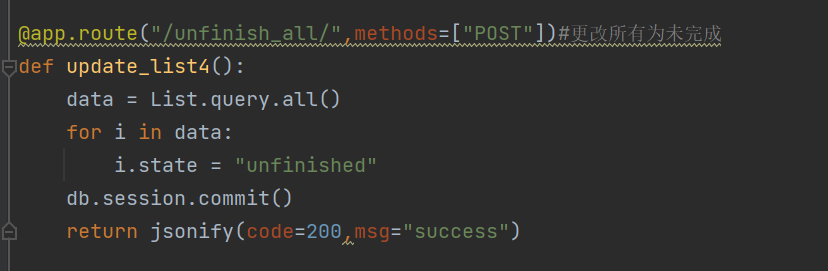 @app.route("/unfinish_all/",methods=["POST"])#更改所有为未完成
def update_list4():
    data = List.query.all()
    for i in data:
        i.state = "unfinished"
    db.session.commit()
    return jsonify(code=200,msg="success")